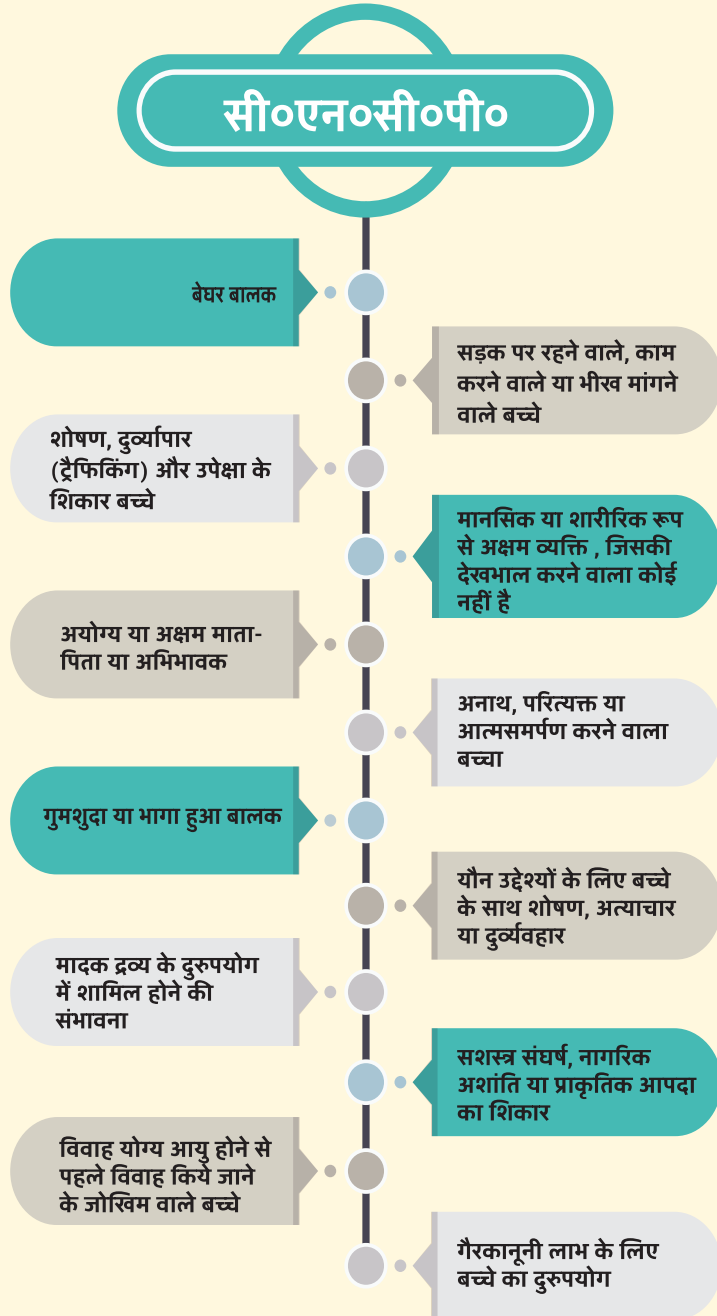 सी०एन०सी०पी०
बेघर बालक
सड़क पर रहने वाले, काम
करने वाले या भीख मांगने
वाले बच्चे
शोषण, दुर्व्यापार
(ट्रैफिकिंग) और उपेक्षा के
शिकार बच्चे
मानसिक या शारीरिक रूप
से अक्षम व्यक्ति , जिसकी
देखभाल करने वाला कोई
नहीं है
अयोग्य या अक्षम माता-
पिता या अभिभावक
अनाथ, परित्यक्त या
आत्मसमर्पण करने वाला
बच्चा
गुमशुदा या भागा हुआ बालक
यौन उद्देश्यों के लिए बच्चे
के साथ शोषण, अत्याचार
या दुर्व्यवहार
मादक द्रव्य के दुरुपयोग
में शामिल होने की
संभावना
सशस्त्र संघर्ष, नागरिक
अशांति या प्राकृतिक आपदा
का शिकार
विवाह योग्य आयु होने से
पहले विवाह किये जाने
के जोखिम वाले बच्चे
गैरकानूनी लाभ के लिए
बच्चे का दुरुपयोग